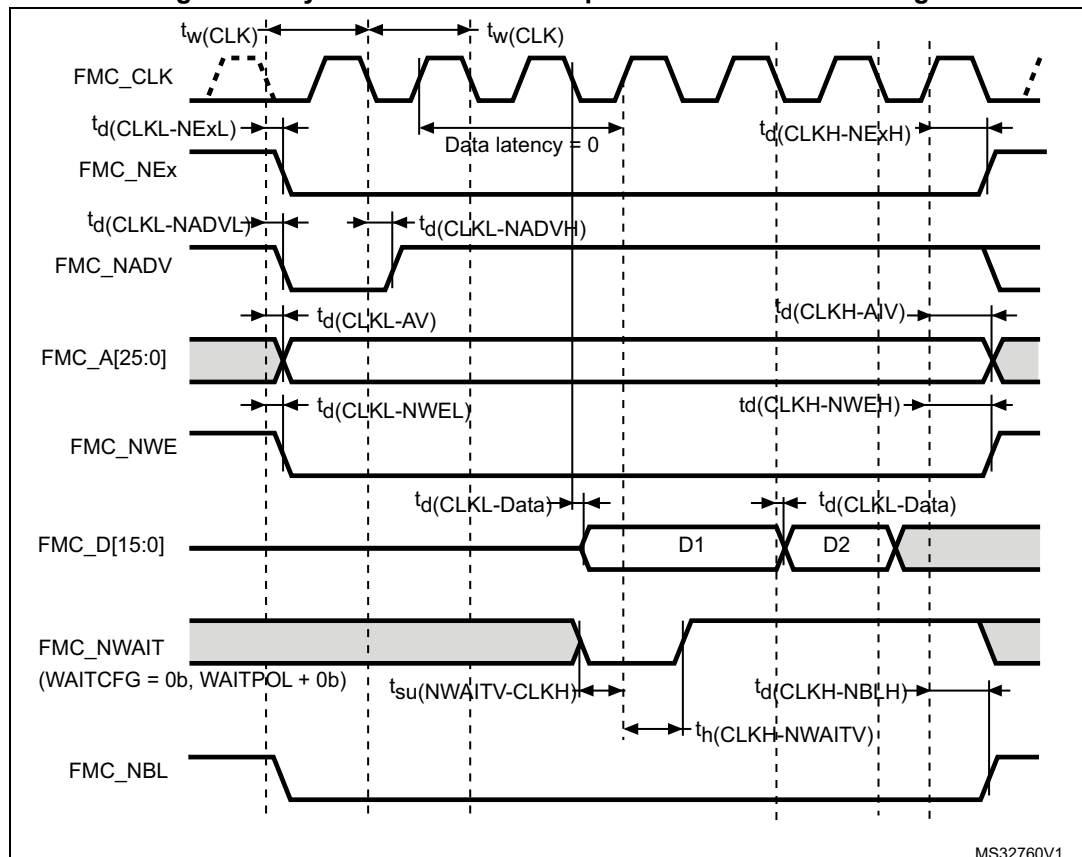 tw(CLK) tw(CLK)
FMC_CLK
td(CLKL-NExL) Data latency = 0 td(CLKH-NExH)
FMC_NEx
td(CLKL-NADVL) td(CLKL-NADVH)
FMC_NADV
td(CLKL-AV) td(CLKH-AIV)
FMC_A[25:0]
td(CLKL-NWEL) td(CLKH-NWEH)
FMC_NWE
td(CLKL-Data) td(CLKL-Data)
FMC_D[15:0] D1 D2
FMC_NWAIT
(WAITCFG = 0b, WAITPOL + 0b)
tsu(NWAITV-CLKH) td(CLKH-NBLH)
th(CLKH-NWAITV)
FMC_NBL
MS32760V1